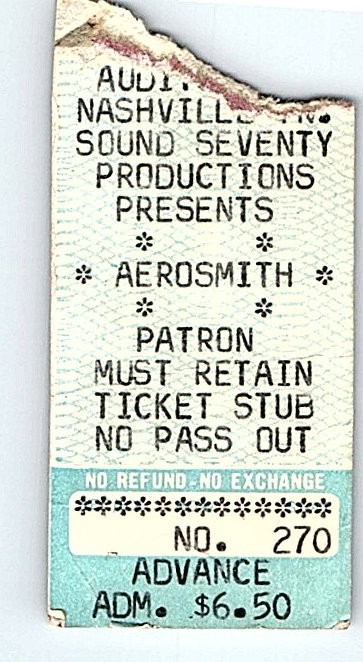 NASHVILLE TN.
SOUND SEVENTY
PRODUCTIONS
PRESENTS
* *
* AEROSMITH *
* *
PATRON
MUST RETAIN
TICKET STUB
NO PASS OUT
NO REFUND-NO EXCHANGE
*************
NO. 270
ADVANCE
ADM. $6.50